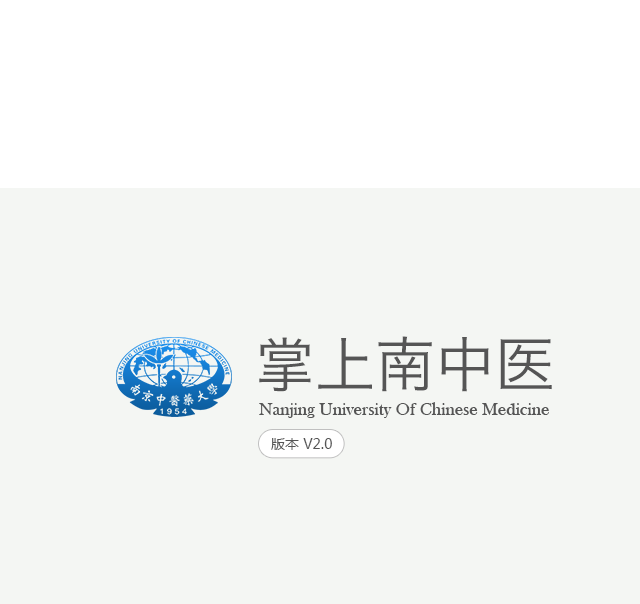 NANJING UNIVERSITY OF CHINESE MEDICINE
南京中醫藥大學
1954
掌上南中医
Nanjing University Of Chinese Medicine
版本 V2.0